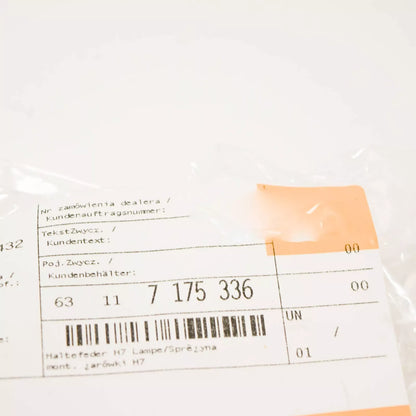 Nr zamówienia dealera /
Kundenauftragsnummer:
432
TekstZwycz. /
Kundentext:
00
Poj.Zwycz. /
Kundenbehälter:
63 11 7 175 336
00
UN
/
01
Haltefeder H7 Lampe/Sprężyna
mont. żarówki H7